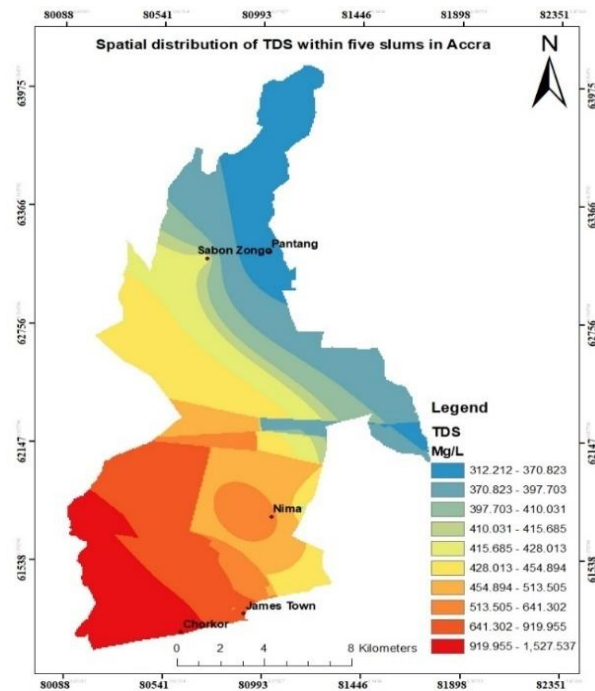 80088 80541 80993 81446 81898 82351
Spatial distribution of TDS within five slums in Accra
N
63975 63975
63366 63366
Sabon Zongo Pantang
62756 62756
Legend
TDS
62147 62147
Mg/L
312.212 - 370.823
370.823 - 397.703
397.703 - 410.031
410.031 - 415.685
415.685 - 428.013
428.013 - 454.894
454.894 - 513.505
513.505 - 641.302
641.302 - 919.955
919.955 - 1,527.537
Nima
61538 61538
James Town
Chorkor
0 2 4 8 Kilometers
80088 80541 80993 81446 81898 82351